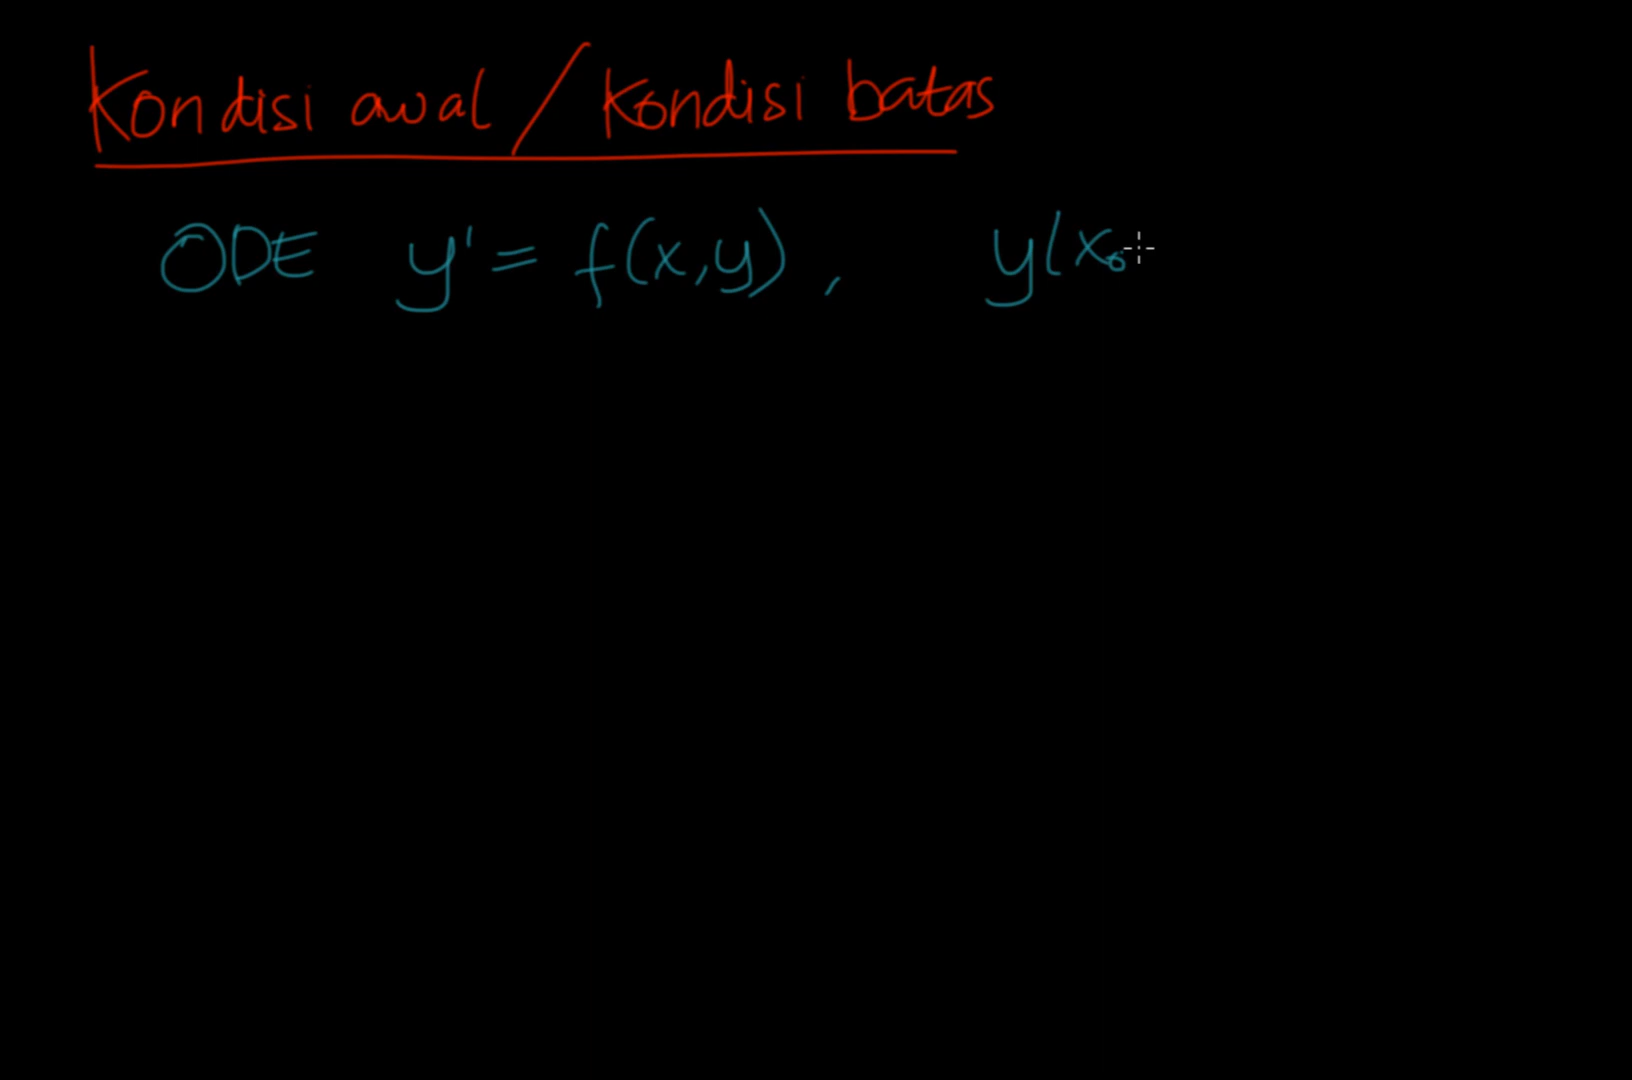 Kondisi awal / Kondisi batas
ODE y' = f(x,y) , y(x₀